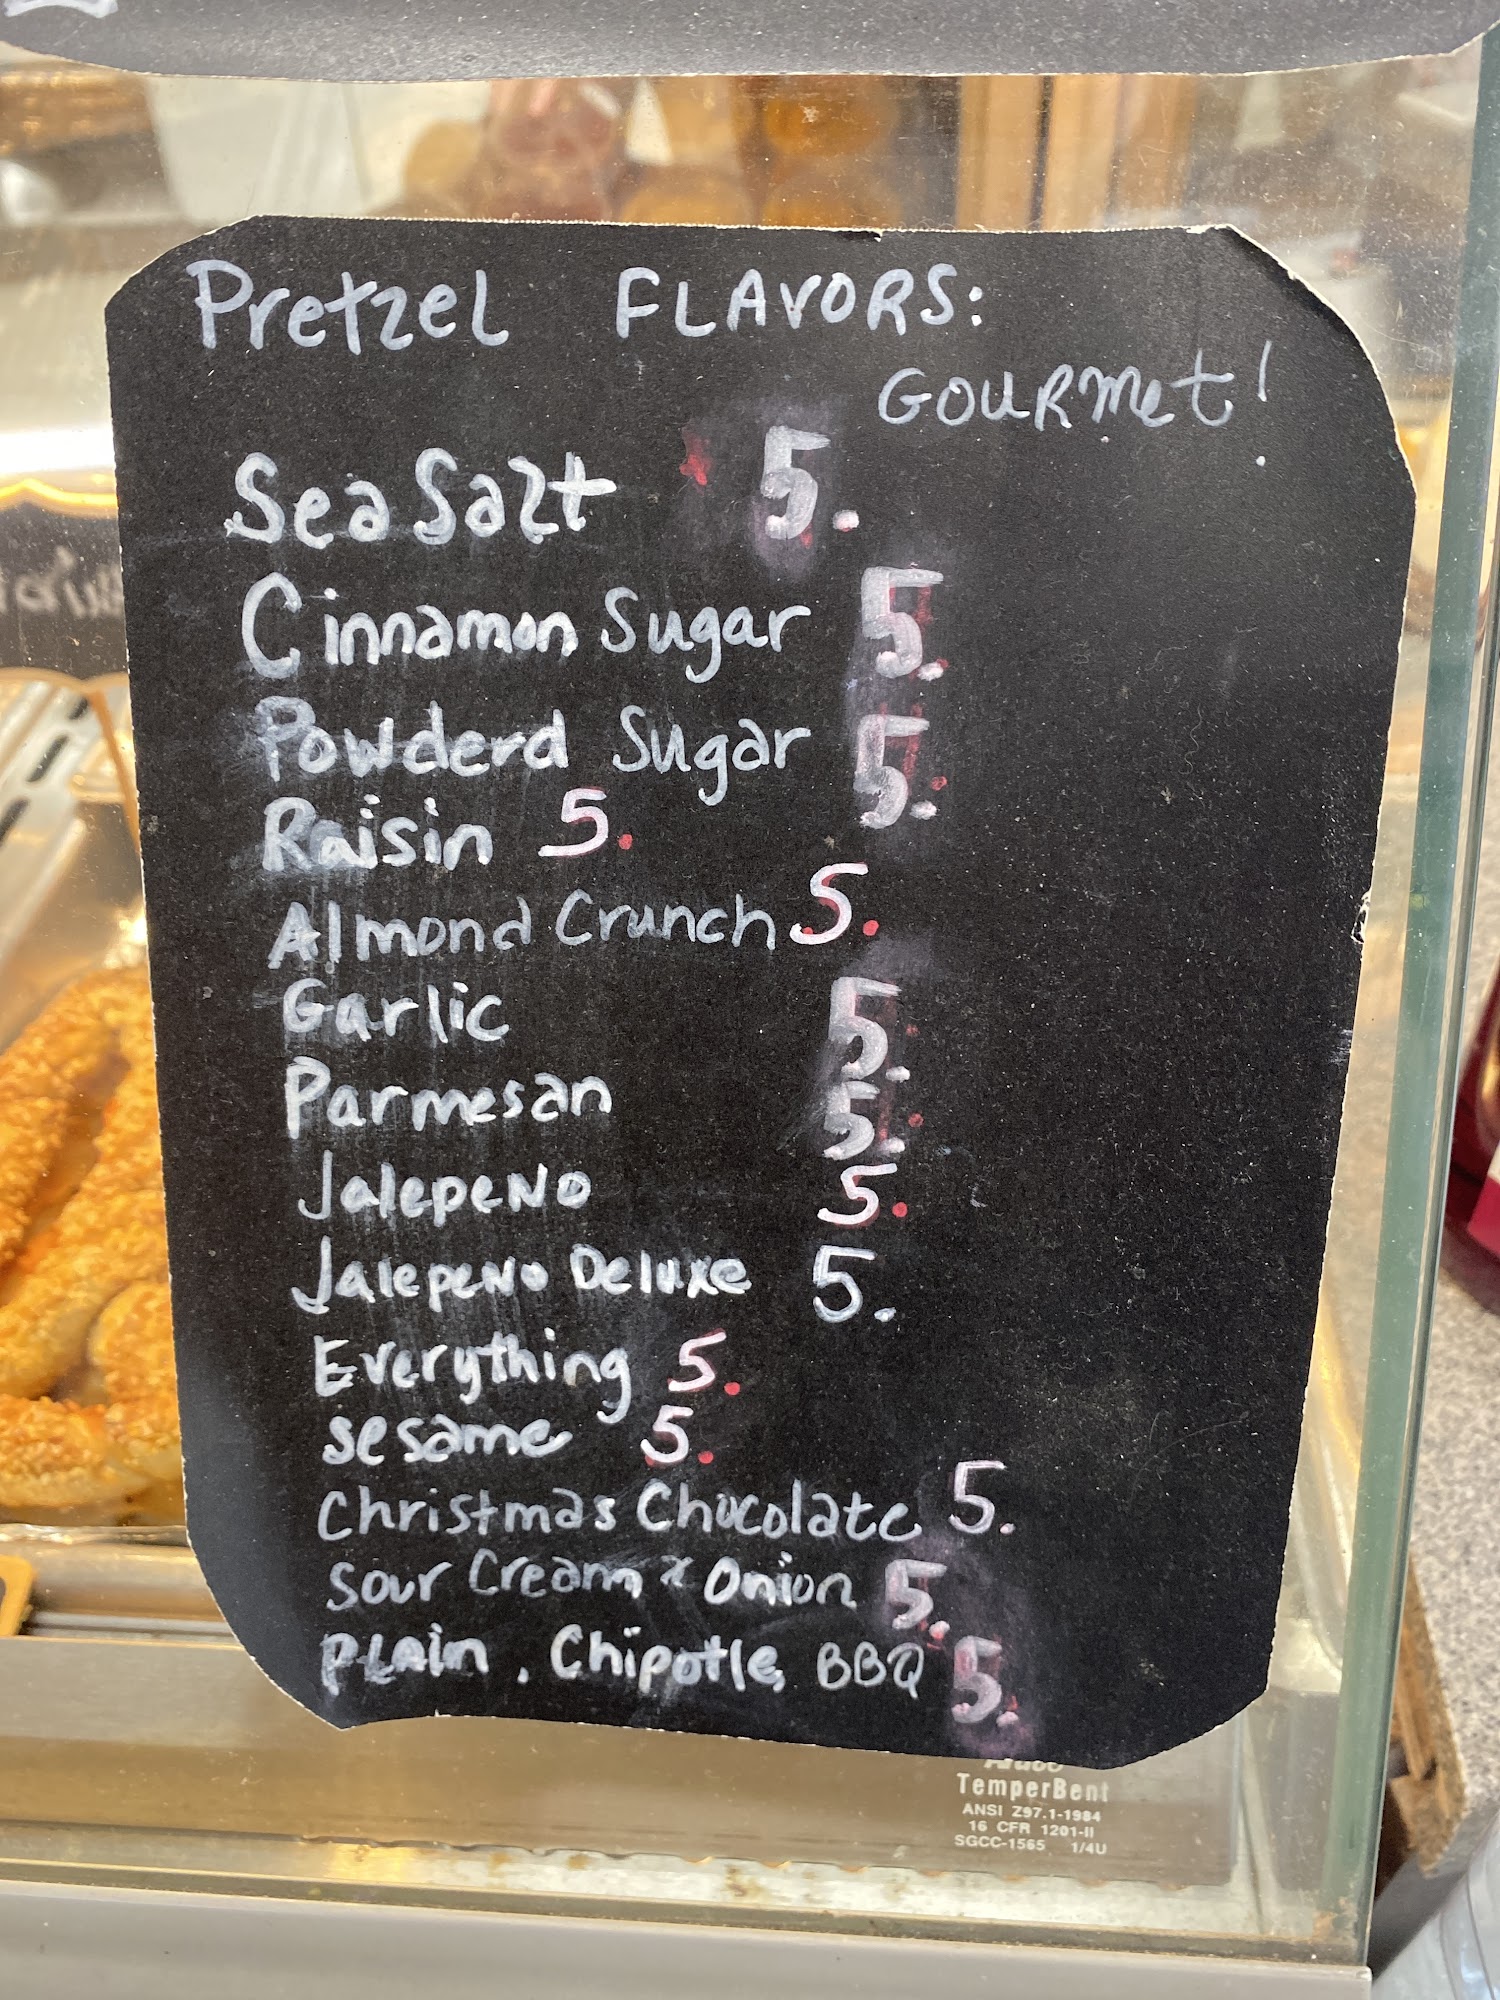 Pretzel FLAVORS:
GOURMet!
Sea Salt 5.
Cinnamon Sugar 5.
Powderd Sugar 5.
Raisin 5.
Almond Crunch 5.
Garlic 5.
Parmesan 5.
JalepeNo 5.
JalepeNo Deluxe 5.
Everything 5.
sesame 5.
Christmas Chocolate 5.
Sour Cream & Onion 5.
PLain, Chipotle, BBQ 5.
TemperBent
ANSI Z97.1-1984
16 CFR 1201-II
SGCC-1565 1/4U